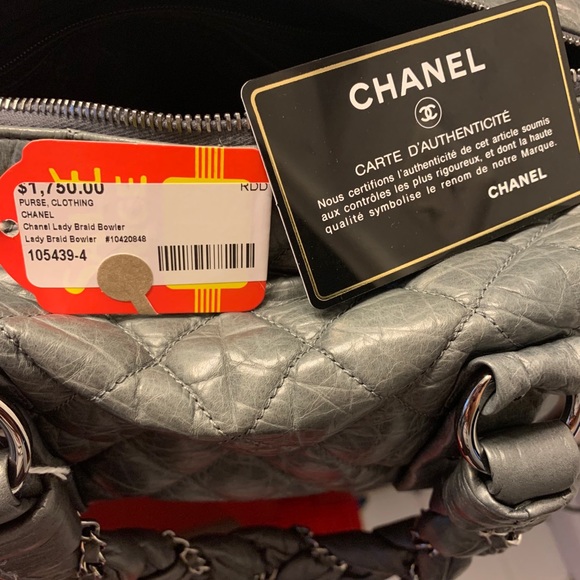 CHANEL
CARTE D'AUTHENTICITÉ
Nous certifions l'authenticité de cet article soumis
aux contrôles les plus rigoureux, et dont la haute
qualité symbolise le renom de notre Marque.
CHANEL
$1,750.00 RDD
PURSE, CLOTHING
CHANEL
Chanel Lady Braid Bowler
Lady Braid Bowler #10420848
105439-4